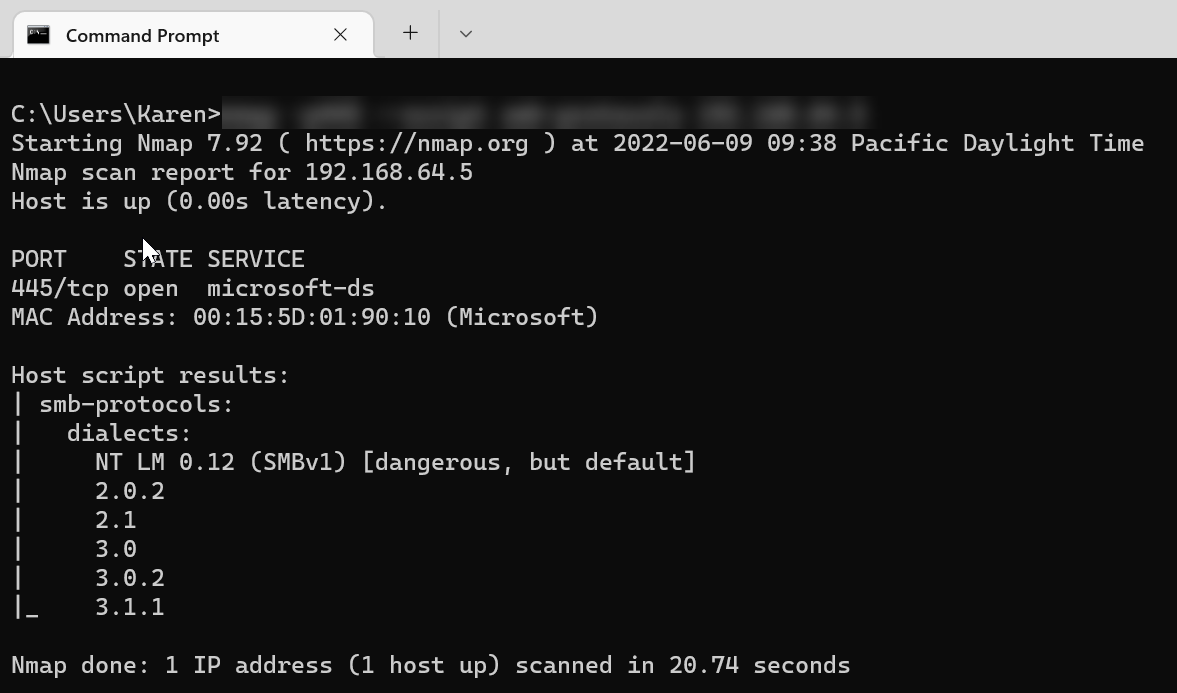 Command Prompt
C:\Users\Karen>
Starting Nmap 7.92 ( https://nmap.org ) at 2022-06-09 09:38 Pacific Daylight Time
Nmap scan report for 192.168.64.5
Host is up (0.00s latency).
PORT    STATE SERVICE
445/tcp open  microsoft-ds
MAC Address: 00:15:5D:01:90:10 (Microsoft)
Host script results:
| smb-protocols:
|   dialects:
|     NT LM 0.12 (SMBv1) [dangerous, but default]
|     2.0.2
|     2.1
|     3.0
|     3.0.2
|_    3.1.1
Nmap done: 1 IP address (1 host up) scanned in 20.74 seconds